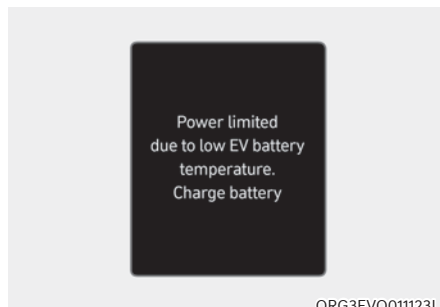 Power limited
due to low EV battery
temperature.
Charge battery